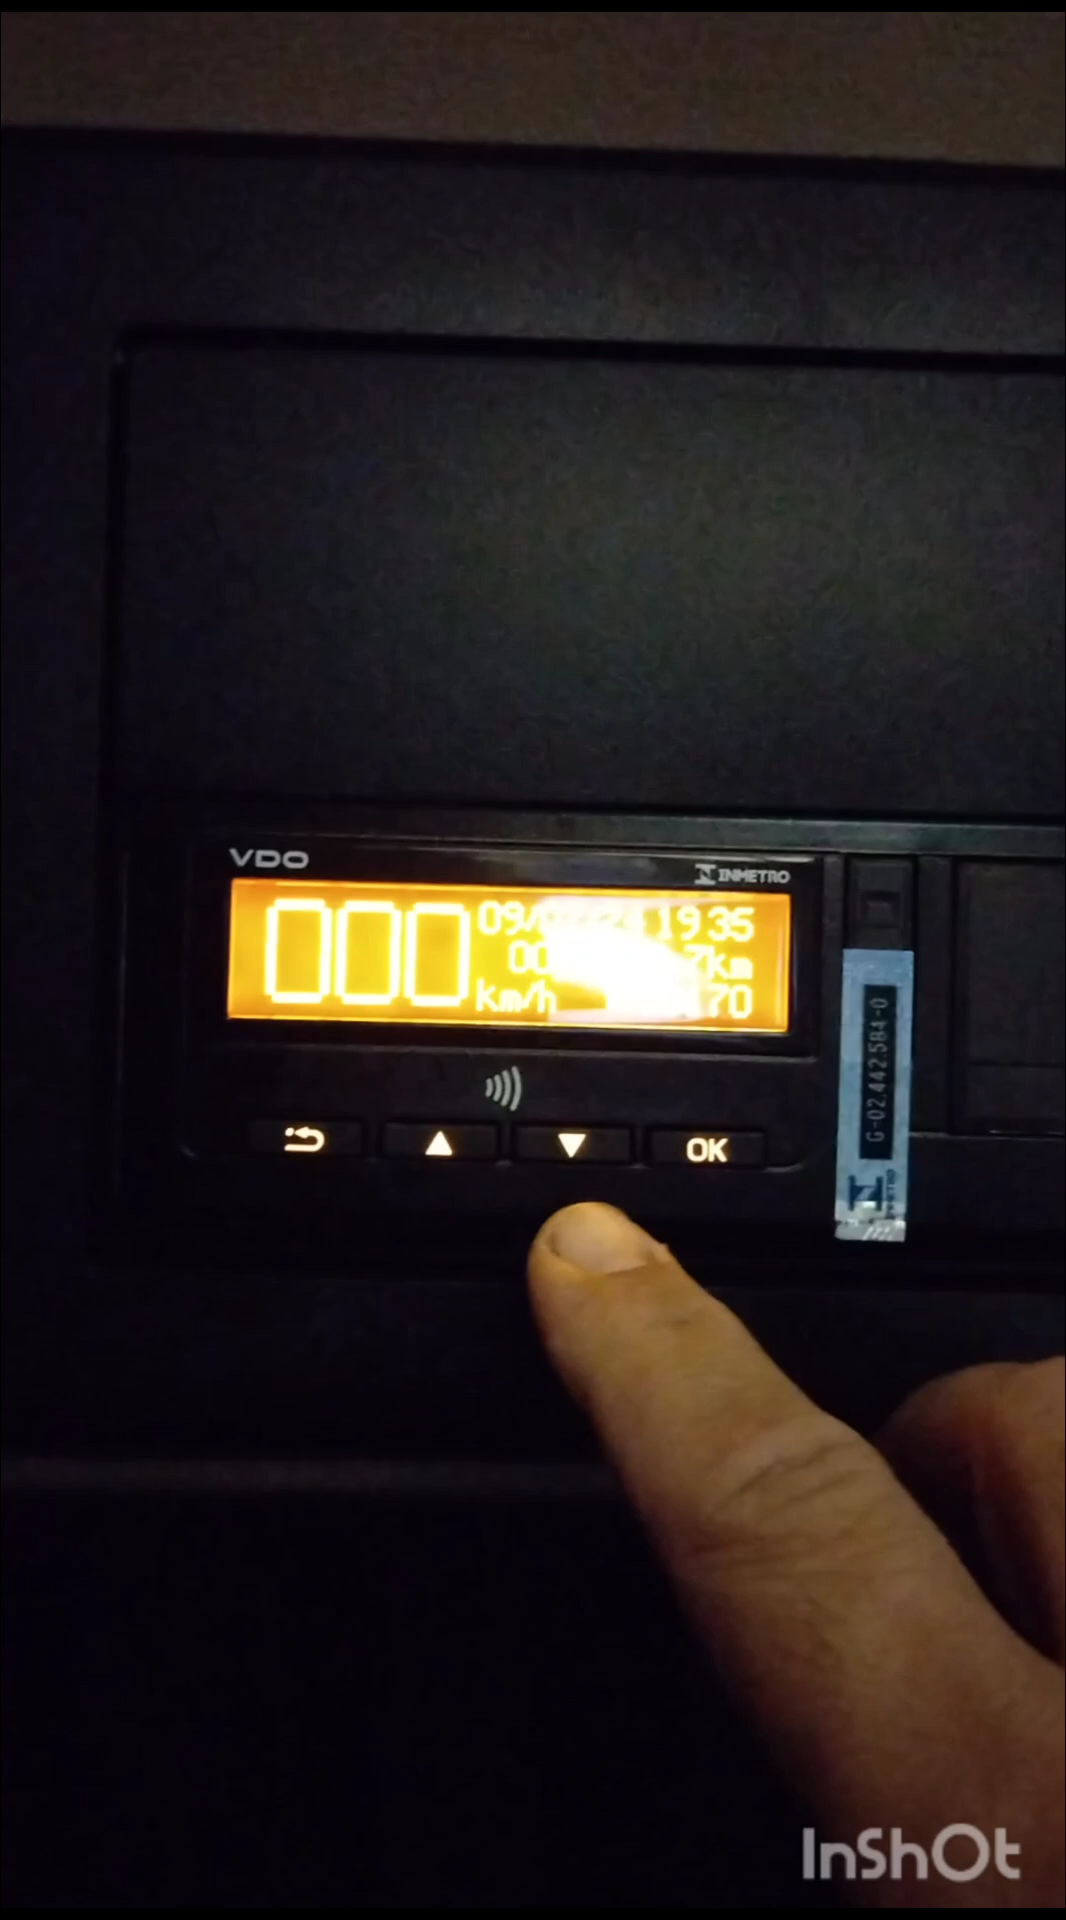 VDO
INMETRO
000
19 35
km
km/h
70
OK
G-02.442.584-0
InShOt